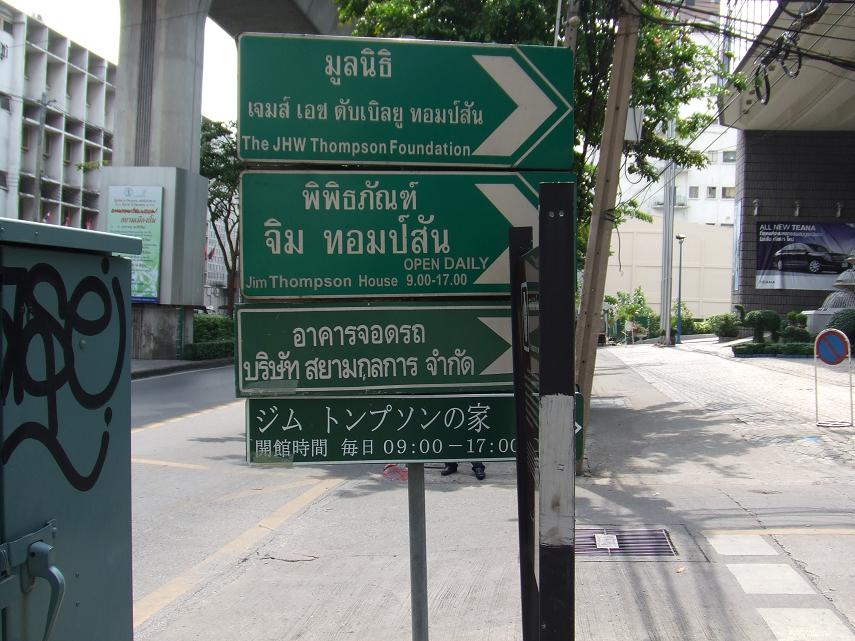 มูลนิธิ
เจมส์ เอช ดับเบิลยู ทอมป์สัน
The JHW Thompson Foundation
พิพิธภัณฑ์
จิม ทอมป์สัน
OPEN DAILY
Jim Thompson House 9.00-17.00
อาคารจอดรถ
บริษัท สยามกลการ จำกัด
ジム トンプソンの家
開館時間 毎日 09:00-17:00
ALL NEW TEANA